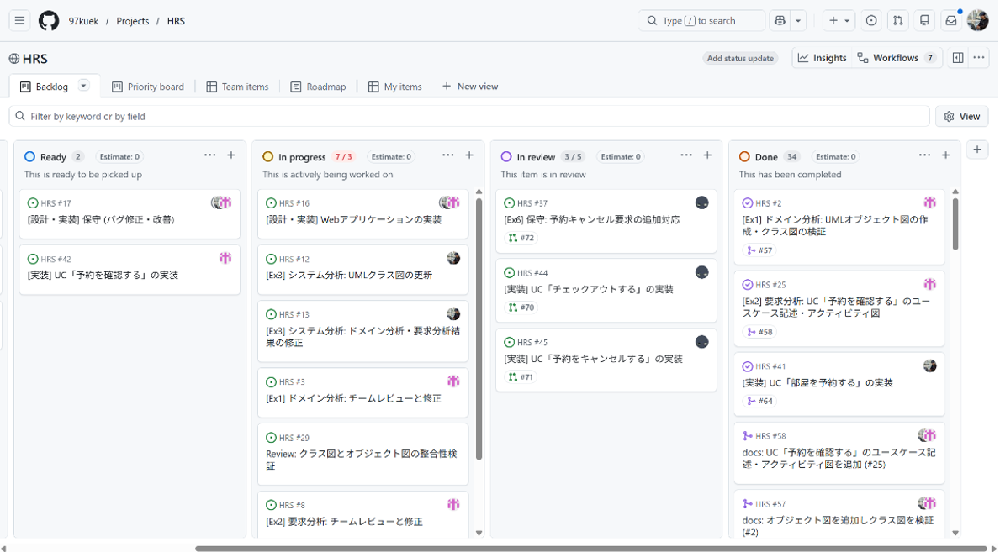 97kuek / Projects / HRS
Type / to search
HRS
Add status update
Insights
Workflows 7
Backlog
Priority board
Team items
Roadmap
My items
New view
Filter by keyword or by field
View
Ready 2 Estimate: 0
This is ready to be picked up
HRS #17
[設計・実装] 保守 (バグ修正・改善)
HRS #42
[実装] UC「予約を確認する」の実装
In progress 7 / 3 Estimate: 0
This is actively being worked on
HRS #16
[設計・実装] Webアプリケーションの実装
HRS #12
[Ex3] システム分析: UMLクラス図の更新
HRS #13
[Ex3] システム分析: ドメイン分析・要求分析結
果の修正
HRS #3
[Ex1] ドメイン分析: チームレビューと修正
HRS #29
Review: クラス図とオブジェクト図の整合性検
証
HRS #8
[Ex2] 要求分析: チームレビューと修正
In review 3 / 5 Estimate: 0
This item is in review
HRS #37
[Ex6] 保守: 予約キャンセル要求の追加対応
#72
HRS #44
[実装] UC「チェックアウトする」の実装
#70
HRS #45
[実装] UC「予約をキャンセルする」の実装
#71
Done 34 Estimate: 0
This has been completed
HRS #2
[Ex1] ドメイン分析: UMLオブジェクト図の作
成・クラス図の検証
#57
HRS #25
[Ex2] 要求分析: UC「予約を確認する」のユー
スケース記述・アクティビティ図
#58
HRS #41
[実装] UC「部屋を予約する」の実装
#64
HRS #58
docs: UC「予約を確認する」のユースケース記
述・アクティビティ図を追加 (#25)
HRS #57
docs: オブジェクト図を追加しクラス図を検証
(#2)